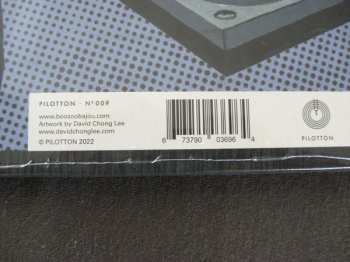 PILOTTON · Nº 009
www.boozoobajou.com
Artwork by David Chong Lee
www.davidchonglee.com
© PILOTTON 2022
6 73790 03696 4